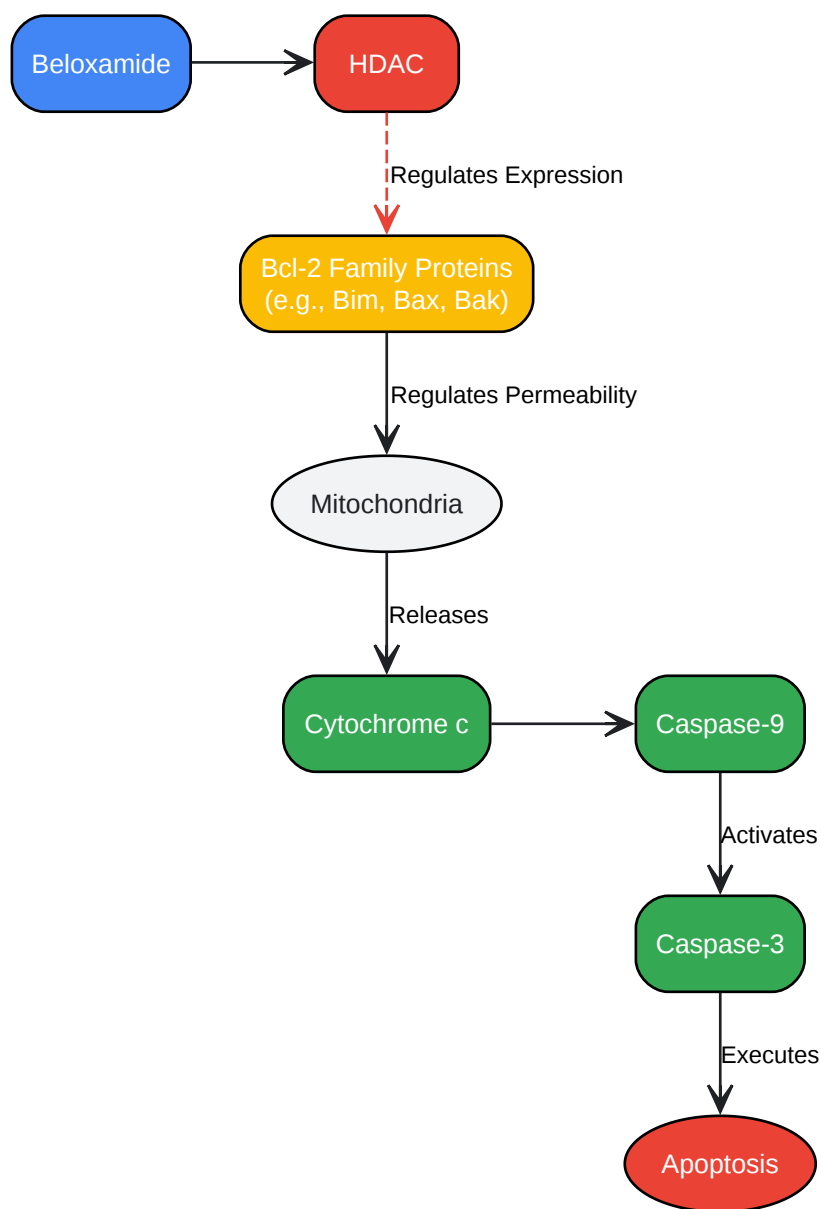 Beloxamide
HDAC
Regulates Expression
Bcl-2 Family Proteins
(e.g., Bim, Bax, Bak)
Regulates Permeability
Mitochondria
Releases
Cytochrome c
Caspase-9
Activates
Caspase-3
Executes
Apoptosis